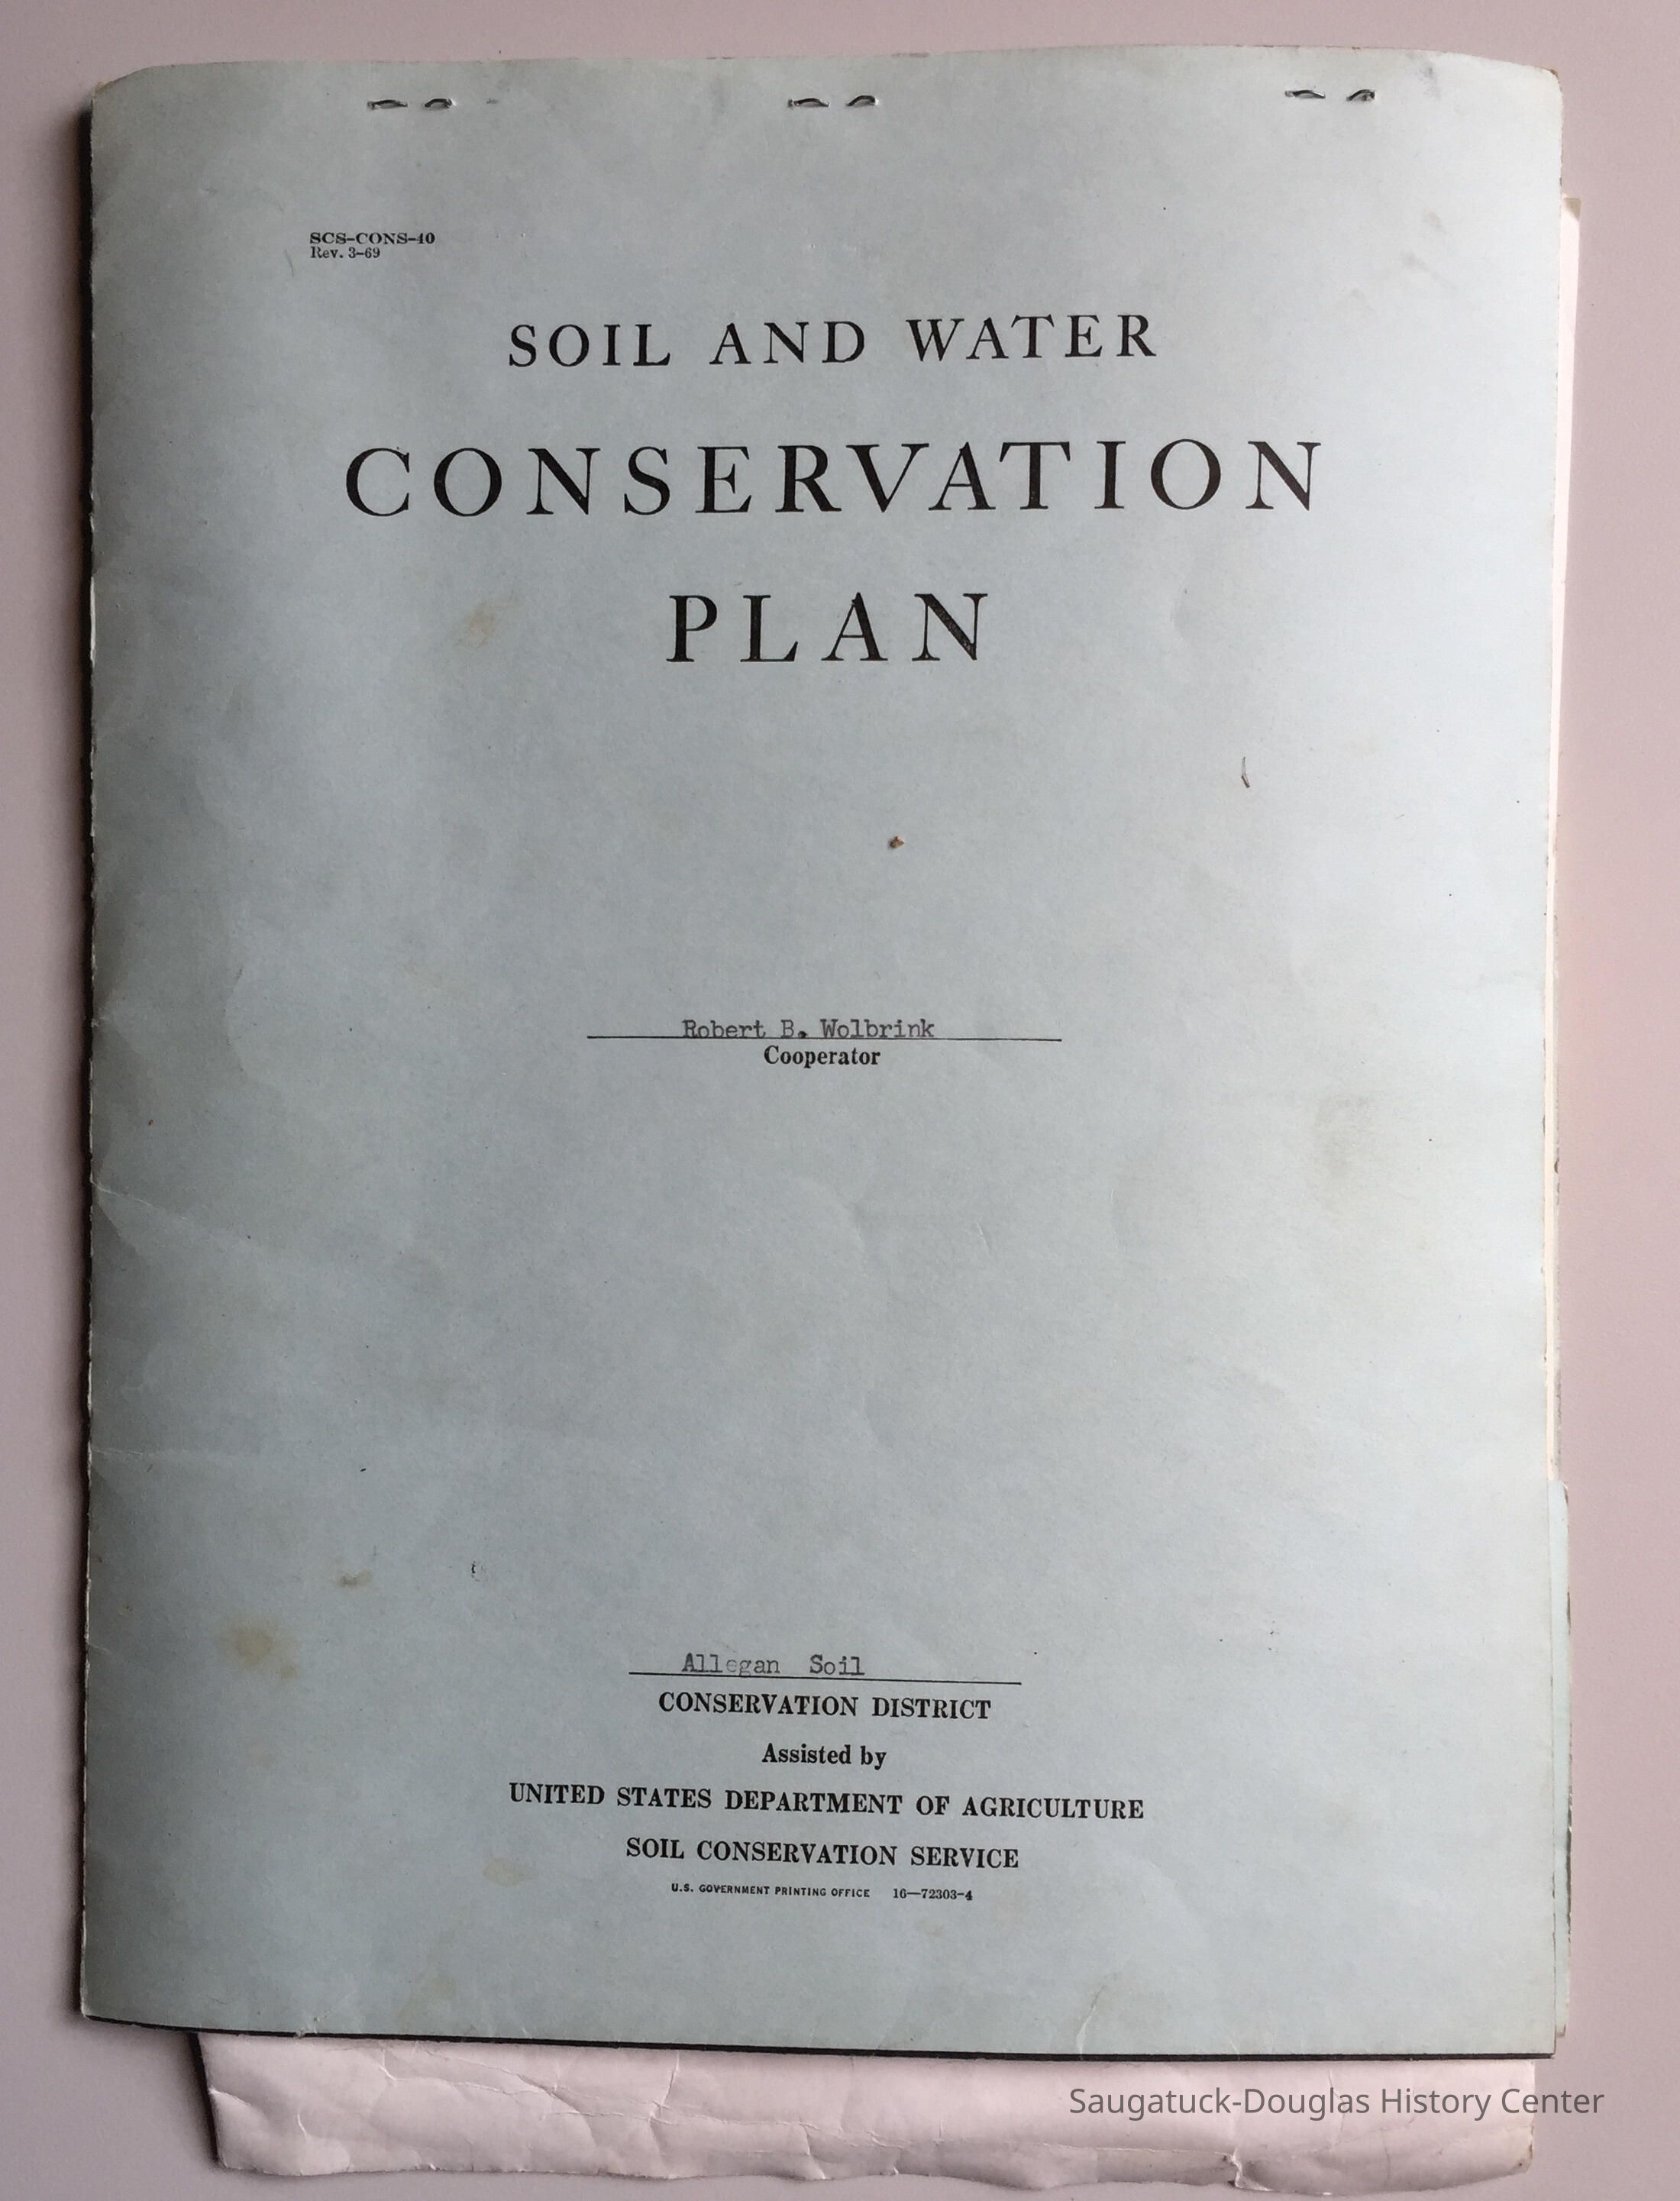 SCS-CONS-40
Rev. 3-69
SOIL AND WATER
CONSERVATION
PLAN
Robert B. Wolbrink
Cooperator
Allegan Soil
CONSERVATION DISTRICT
Assisted by
UNITED STATES DEPARTMENT OF AGRICULTURE
SOIL CONSERVATION SERVICE
U.S. GOVERNMENT PRINTING OFFICE 16—72303-4
Saugatuck-Douglas History Center